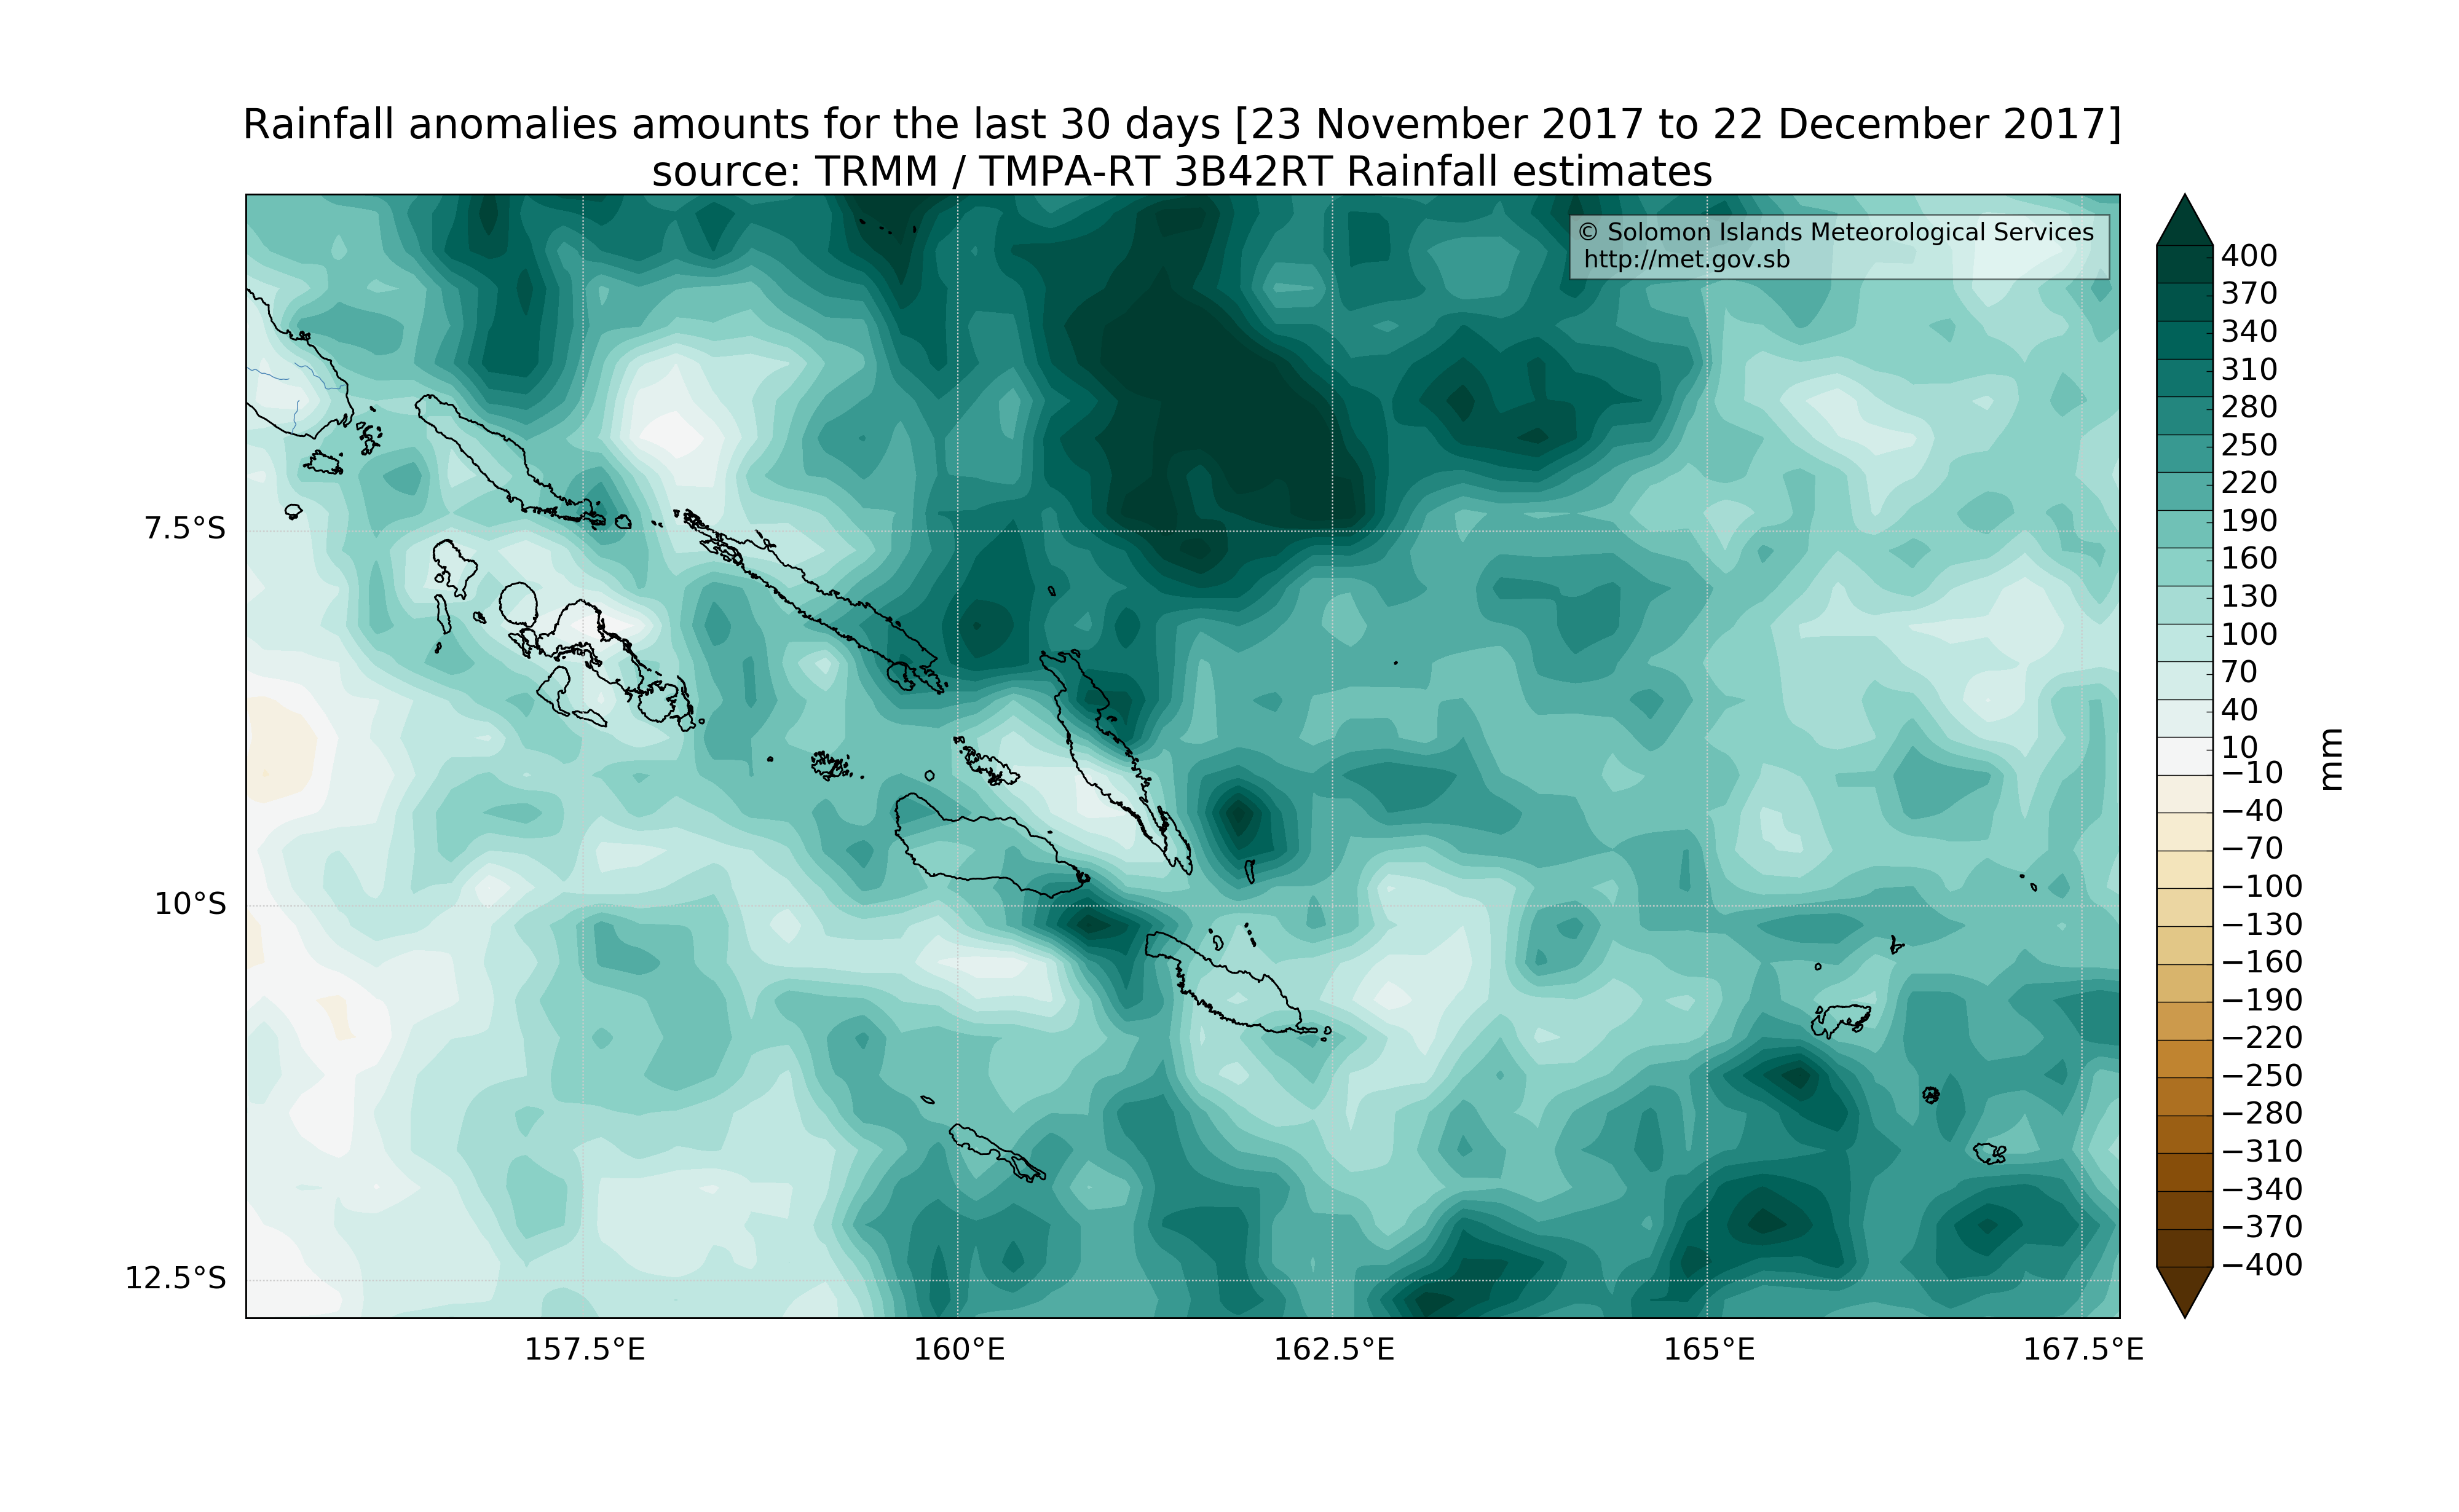 Rainfall anomalies amounts for the last 30 days [23 November 2017 to 22 December 2017]
source: TRMM / TMPA-RT 3B42RT Rainfall estimates
© Solomon Islands Meteorological Services
http://met.gov.sb
7.5°S
10°S
12.5°S
157.5°E
160°E
162.5°E
165°E
167.5°E
400
370
340
310
280
250
220
190
160
130
100
70
40
10
−10
−40
−70
−100
−130
−160
−190
−220
−250
−280
−310
−340
−370
−400
mm